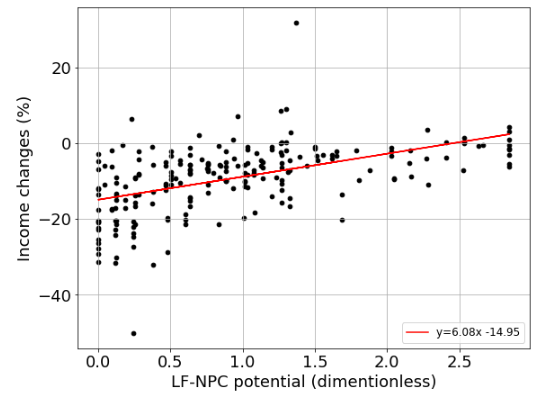 20
0
−20
−40
Income changes (%)
0.0 0.5 1.0 1.5 2.0 2.5
LF-NPC potential (dimentionless)
y=6.08x -14.95